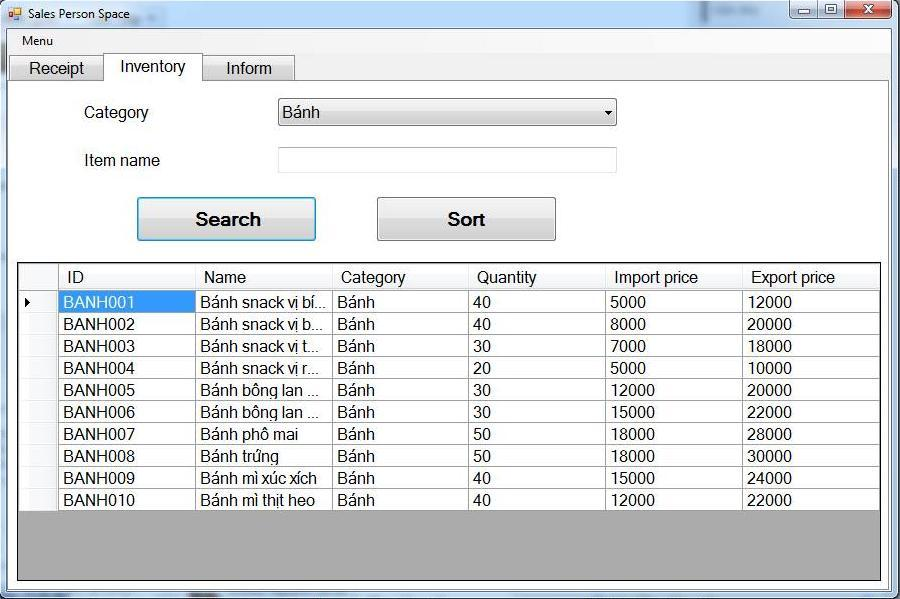 Sales Person Space
Menu
Receipt Inventory Inform
Category Bánh
Item name
Search Sort
ID Name Category Quantity Import price Export price
BANH001 Bánh snack vị bí... Bánh 40 5000 12000
BANH002 Bánh snack vị b... Bánh 40 8000 20000
BANH003 Bánh snack vị t... Bánh 30 7000 18000
BANH004 Bánh snack vị r... Bánh 20 5000 10000
BANH005 Bánh bông lan ... Bánh 30 12000 20000
BANH006 Bánh bông lan ... Bánh 30 15000 22000
BANH007 Bánh phô mai Bánh 50 18000 28000
BANH008 Bánh trứng Bánh 50 18000 30000
BANH009 Bánh mì xúc xích Bánh 40 15000 24000
BANH010 Bánh mì thịt heo Bánh 40 12000 22000